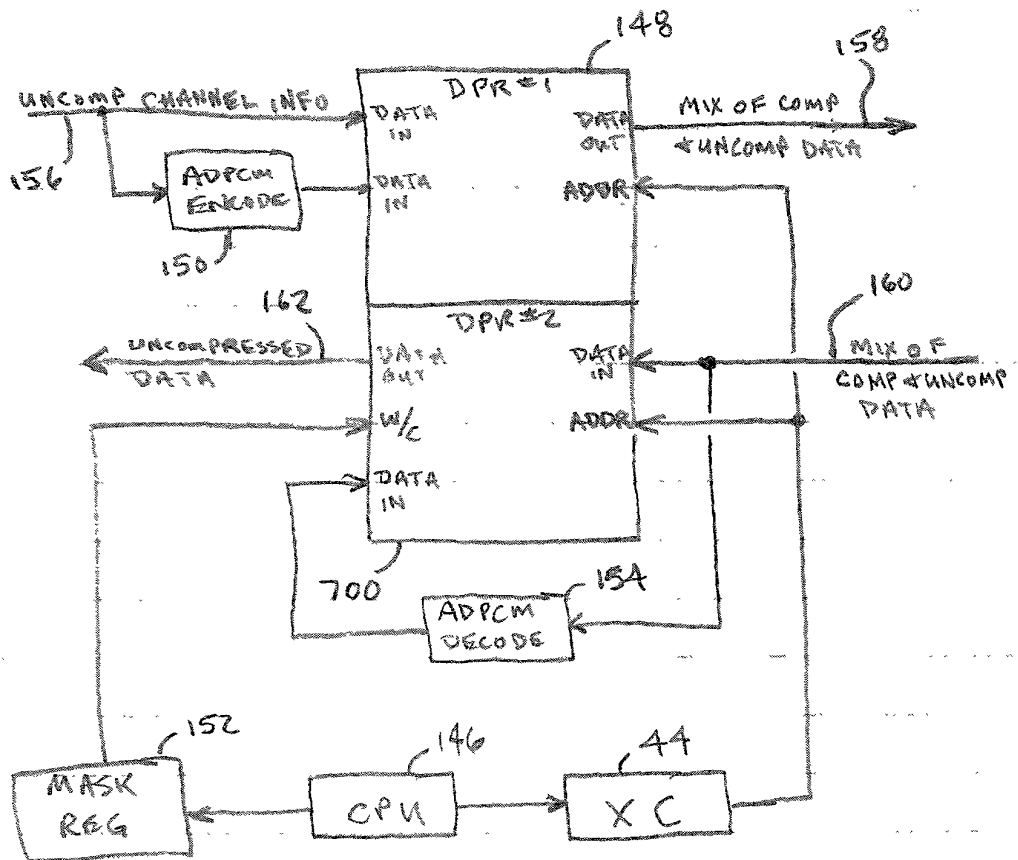 148
158
DPR#1
UNCOMP CHANNEL INFO
DATA
IN
DATA
OUT
MIX OF COMP
& UNCOMP DATA
156
ADPCM
ENCODE
DATA
IN
ADDR
150
162
160
DPR#2
UNCOMPRESSED
DATA
DATA
OUT
DATA
IN
MIX OF
COMP & UNCOMP
DATA
W/C
ADDR
DATA
IN
700
154
ADPCM
DECODE
152
146
44
MASK
REG
CPU
XC